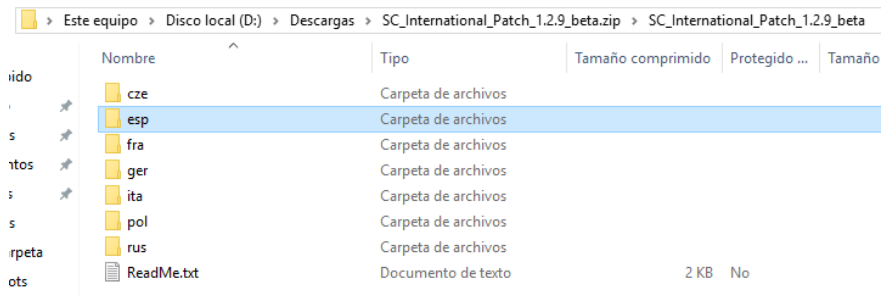 Este equipo > Disco local (D:) > Descargas > SC_International_Patch_1.2.9_beta.zip > SC_International_Patch_1.2.9_beta
Nombre Tipo Tamaño comprimido Protegido ... Tamaño
cze Carpeta de archivos
esp Carpeta de archivos
fra Carpeta de archivos
ger Carpeta de archivos
ita Carpeta de archivos
pol Carpeta de archivos
rus Carpeta de archivos
ReadMe.txt Documento de texto 2 KB No